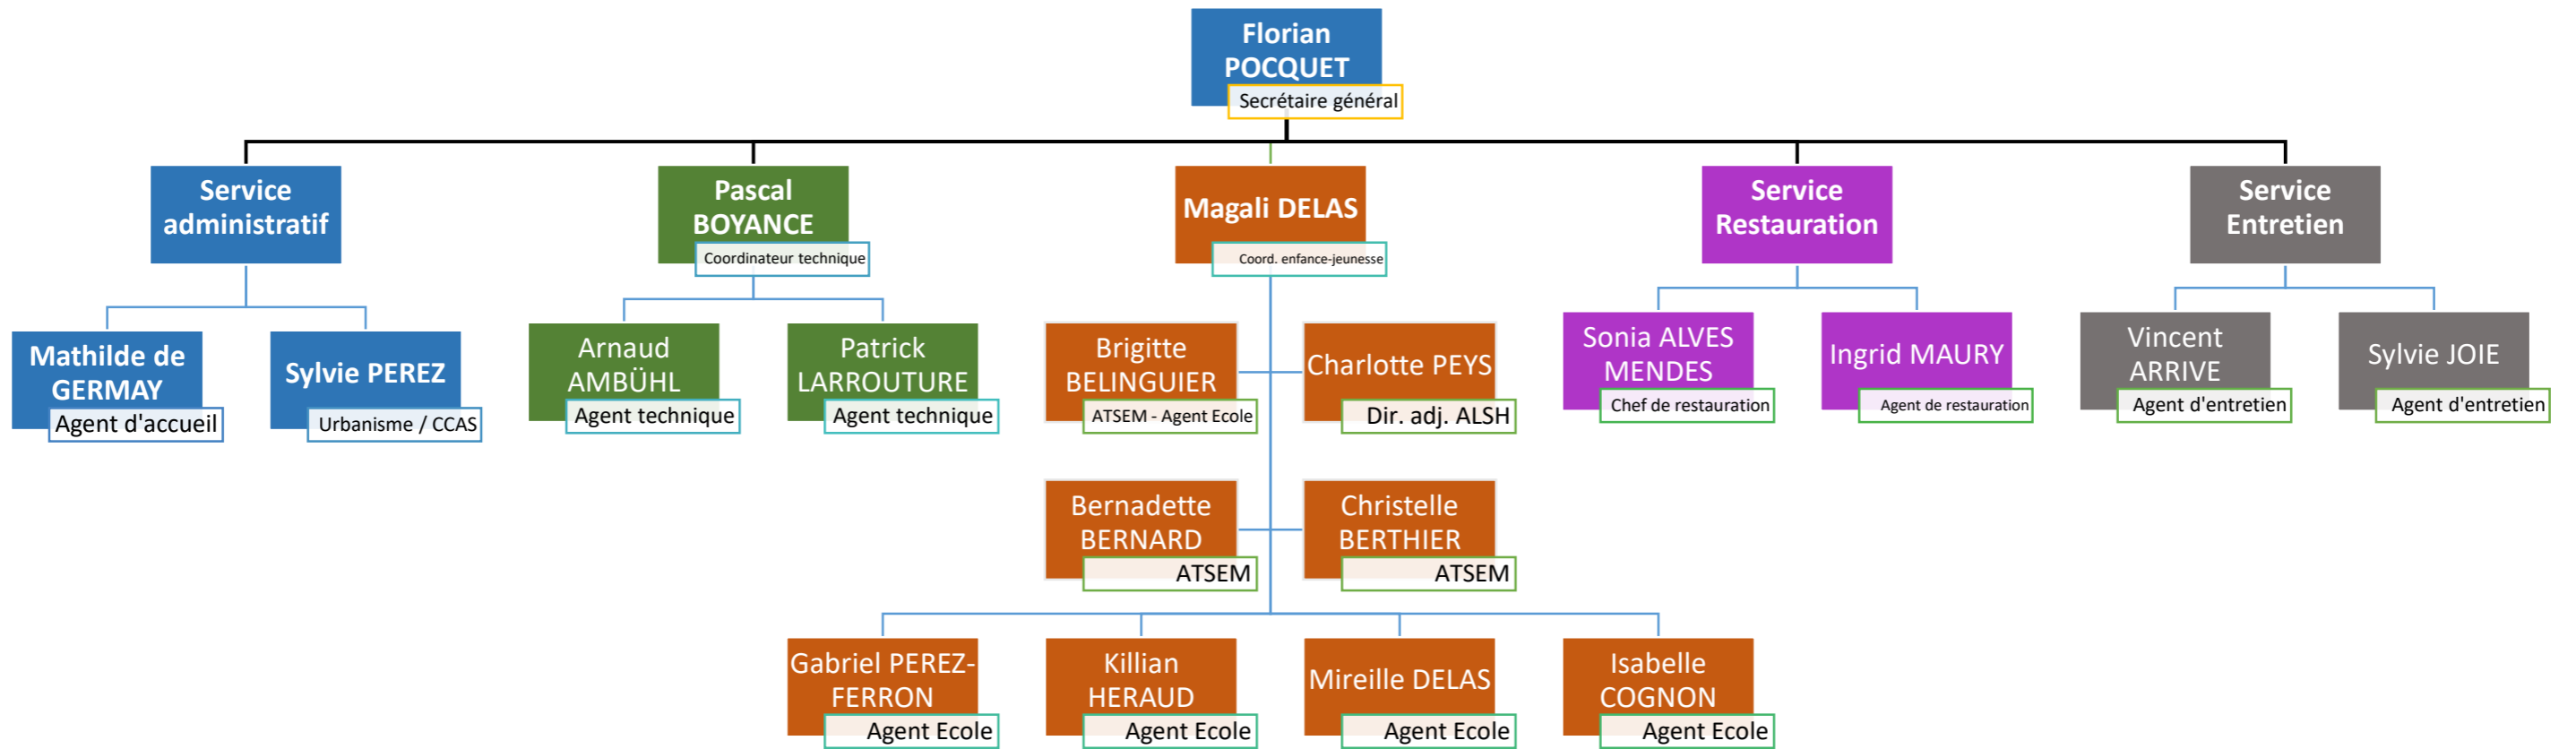 Florian
POCQUET
Secrétaire général
Service
administratif
Pascal
BOYANCE
Coordinateur technique
Magali DELAS
Coord. enfance-jeunesse
Service
Restauration
Service
Entretien
Mathilde de
GERMAY
Agent d'accueil
Sylvie PEREZ
Urbanisme / CCAS
Arnaud
AMBÜHL
Agent technique
Patrick
LARROUTURE
Agent technique
Brigitte
BELINGUIER
ATSEM - Agent Ecole
Charlotte PEYS
Dir. adj. ALSH
Sonia ALVES
MENDES
Chef de restauration
Ingrid MAURY
Agent de restauration
Vincent
ARRIVE
Agent d'entretien
Sylvie JOIE
Agent d'entretien
Bernadette
BERNARD
ATSEM
Christelle
BERTHIER
ATSEM
Gabriel PEREZ-
FERRON
Agent Ecole
Killian
HERAUD
Agent Ecole
Mireille DELAS
Agent Ecole
Isabelle
COGNON
Agent Ecole